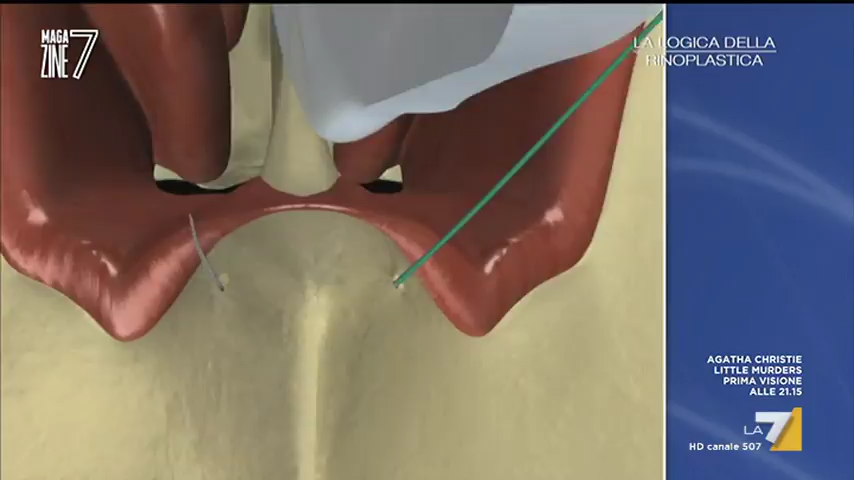 MAGA
ZINE 7
LA LOGICA DELLA
RINOPLASTICA
AGATHA CHRISTIE
LITTLE MURDERS
PRIMA VISIONE
ALLE 21.15
LA 7
HD canale 507